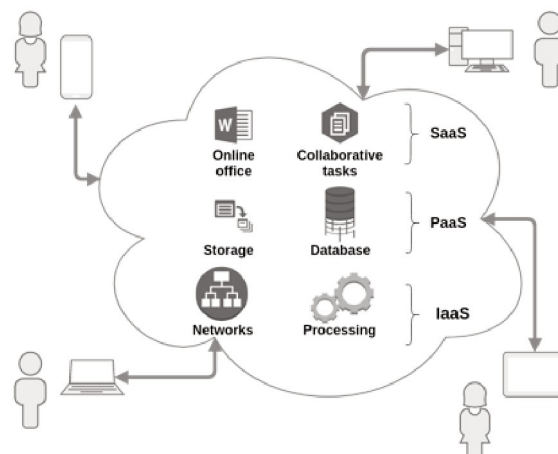 W
Online office
Collaborative tasks
SaaS
Storage
Database
PaaS
Networks
Processing
IaaS